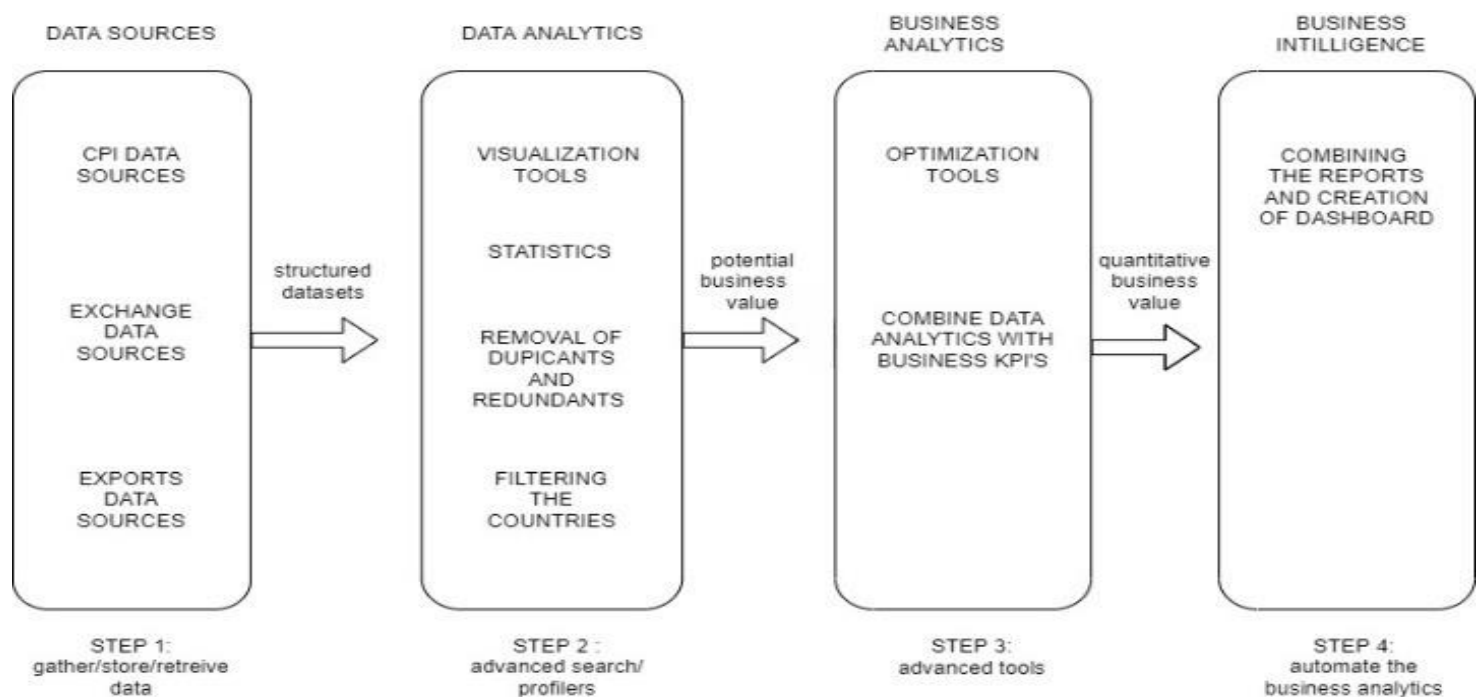 DATA SOURCES
CPI DATA
SOURCES
EXCHANGE
DATA
SOURCES
EXPORTS
DATA
SOURCES
STEP 1:
gather/store/retreive
data
structured
datasets
DATA ANALYTICS
VISUALIZATION
TOOLS
STATISTICS
REMOVAL OF
DUPICANTS
AND
REDUNDANTS
FILTERING
THE
COUNTRIES
STEP 2 :
advanced search/
profilers
potential
business
value
BUSINESS
ANALYTICS
OPTIMIZATION
TOOLS
COMBINE DATA
ANALYTICS WITH
BUSINESS KPI'S
STEP 3:
advanced tools
quantitative
business
value
BUSINESS
INTILLIGENCE
COMBINING
THE REPORTS
AND CREATION
OF DASHBOARD
STEP 4:
automate the
business analytics